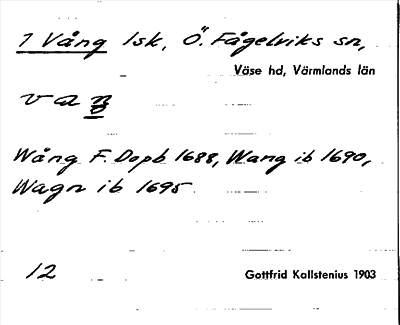 1 Vång 1sk, Ö. Fågelviks sn,
Väse hd, Värmlands län
Wång F.Dopb. 1688, Wang ib 1690,
Wagn ib 1695
12
Gottfrid Kallstenius 1903